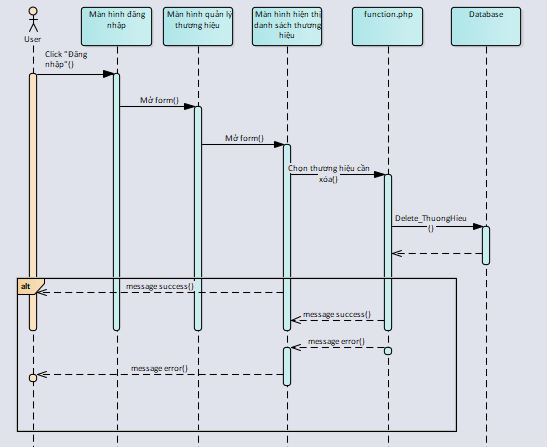 Màn hình đăng
nhập
Màn hình quản lý
thương hiệu
Màn hình hiện thị
danh sách thương
hiệu
function.php
Database
User
Click "Đăng
nhập"()
Mở form()
Mở form()
Chọn thương hiệu cần
xóa()
Delete_ThuongHieu
()
alt
message success()
message success()
message error()
message error()